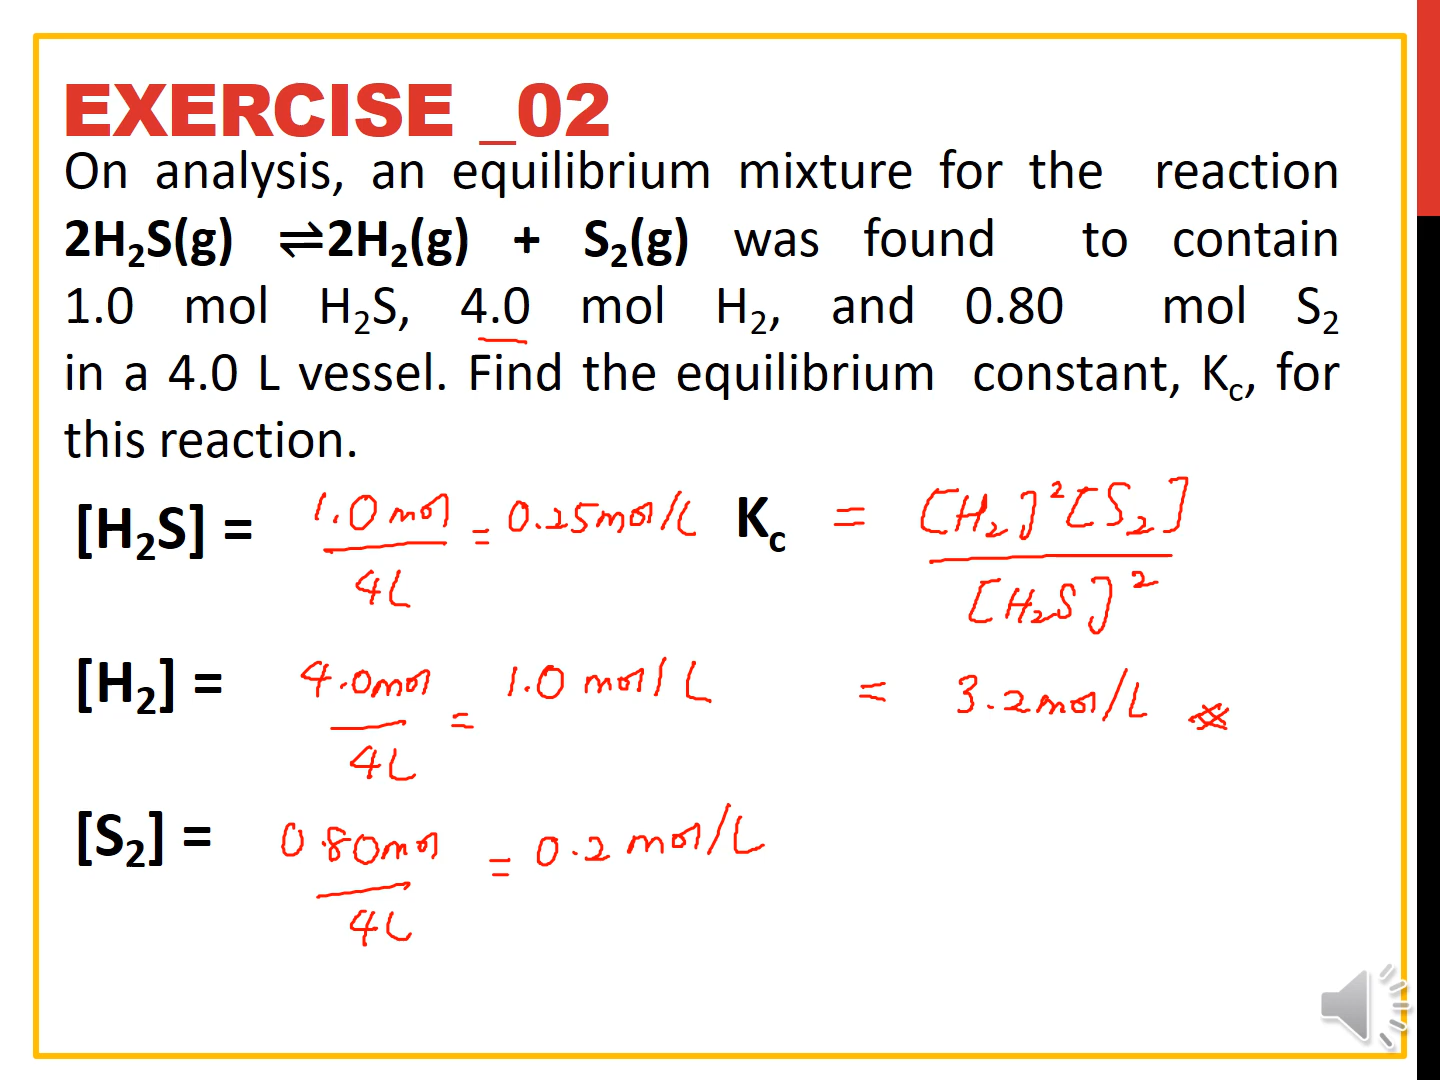 EXERCISE _02
On analysis, an equilibrium mixture for the reaction
2H₂S(g) ⇌2H₂(g) + S₂(g) was found to contain
1.0 mol H₂S, 4.0 mol H₂, and 0.80 mol S₂
in a 4.0 L vessel. Find the equilibrium constant, Kc, for
this reaction.
[H₂S] = 1.0 mol / 4L = 0.25 mol/L
[H₂] = 4.0 mol / 4L = 1.0 mol/L
[S₂] = 0.80 mol / 4L = 0.2 mol/L
Kc = [H₂]²[S₂] / [H₂S]²
= 3.2 mol/L